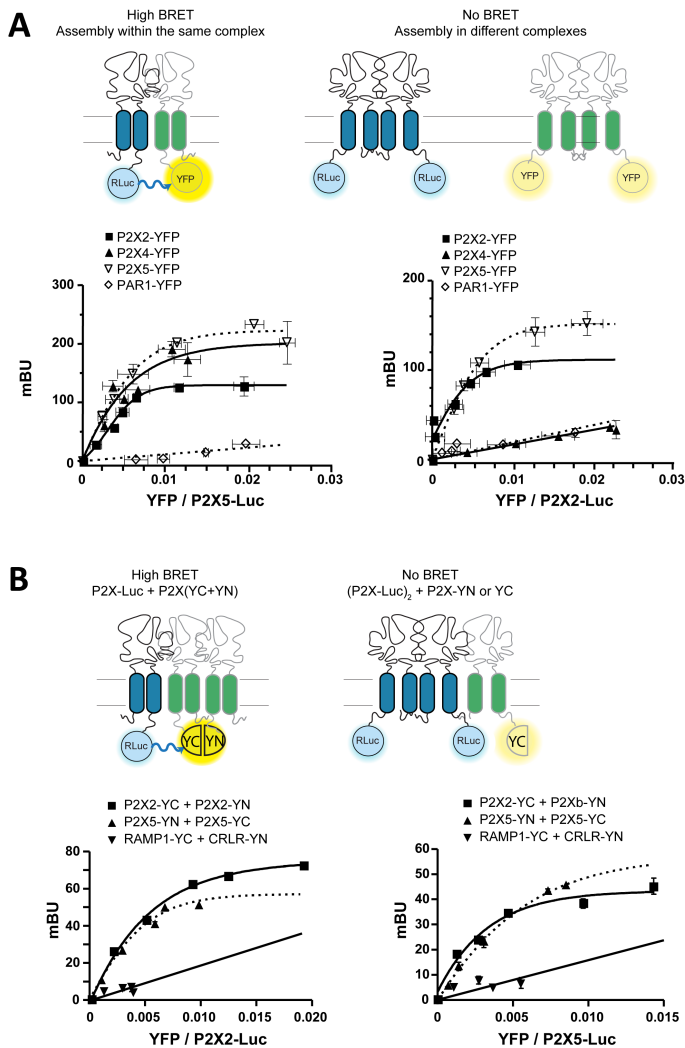 A
High BRET
Assembly within the same complex
No BRET
Assembly in different complexes
RLuc
YFP
RLuc
RLuc
YFP
YFP
P2X2-YFP
P2X4-YFP
P2X5-YFP
PAR1-YFP
300
200
100
0
mBU
0
0.01
0.02
0.03
YFP / P2X5-Luc
P2X2-YFP
P2X4-YFP
P2X5-YFP
PAR1-YFP
200
100
0
mBU
0
0.01
0.02
0.03
YFP / P2X2-Luc
B
High BRET
P2X-Luc + P2X(YC+YN)
No BRET
(P2X-Luc)2 + P2X-YN or YC
RLuc
YC
YN
RLuc
RLuc
YC
P2X2-YC + P2X2-YN
P2X5-YN + P2X5-YC
RAMP1-YC + CRLR-YN
80
60
40
20
0
mBU
0
0.005
0.010
0.015
0.020
YFP / P2X2-Luc
P2X2-YC + P2Xb-YN
P2X5-YN + P2X5-YC
RAMP1-YC + CRLR-YN
60
50
40
30
20
10
0
mBU
0
0.005
0.010
0.015
YFP / P2X5-Luc